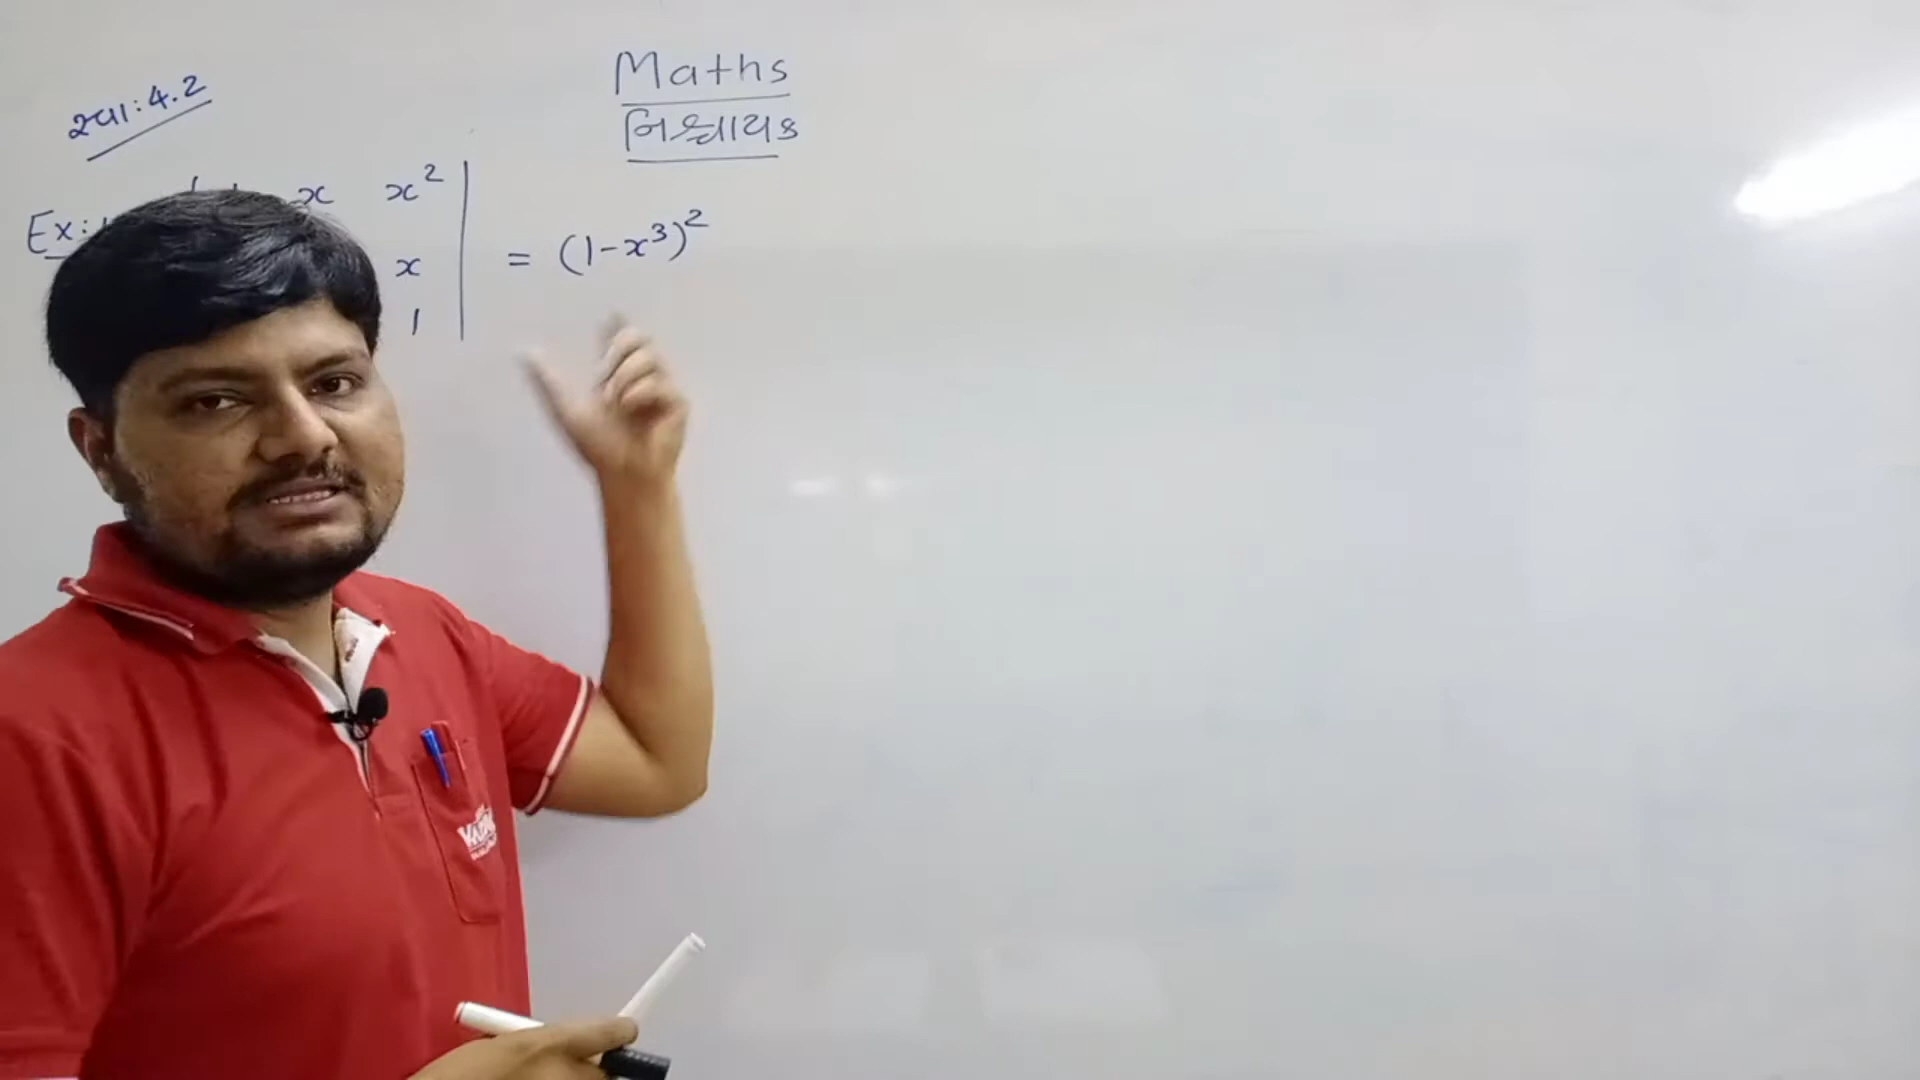 Maths
નિશ્ચાયક
સ્વા:4.2
Ex:
x x²
x = (1-x³)²
1